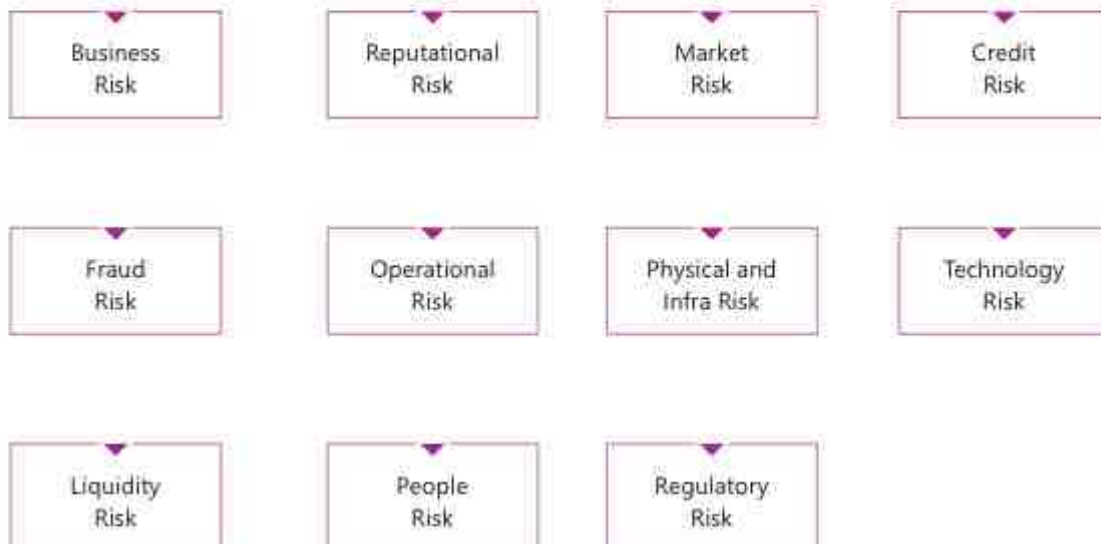 Business
Risk
Reputational
Risk
Market
Risk
Credit
Risk
Fraud
Risk
Operational
Risk
Physical and
Infra Risk
Technology
Risk
Liquidity
Risk
People
Risk
Regulatory
Risk